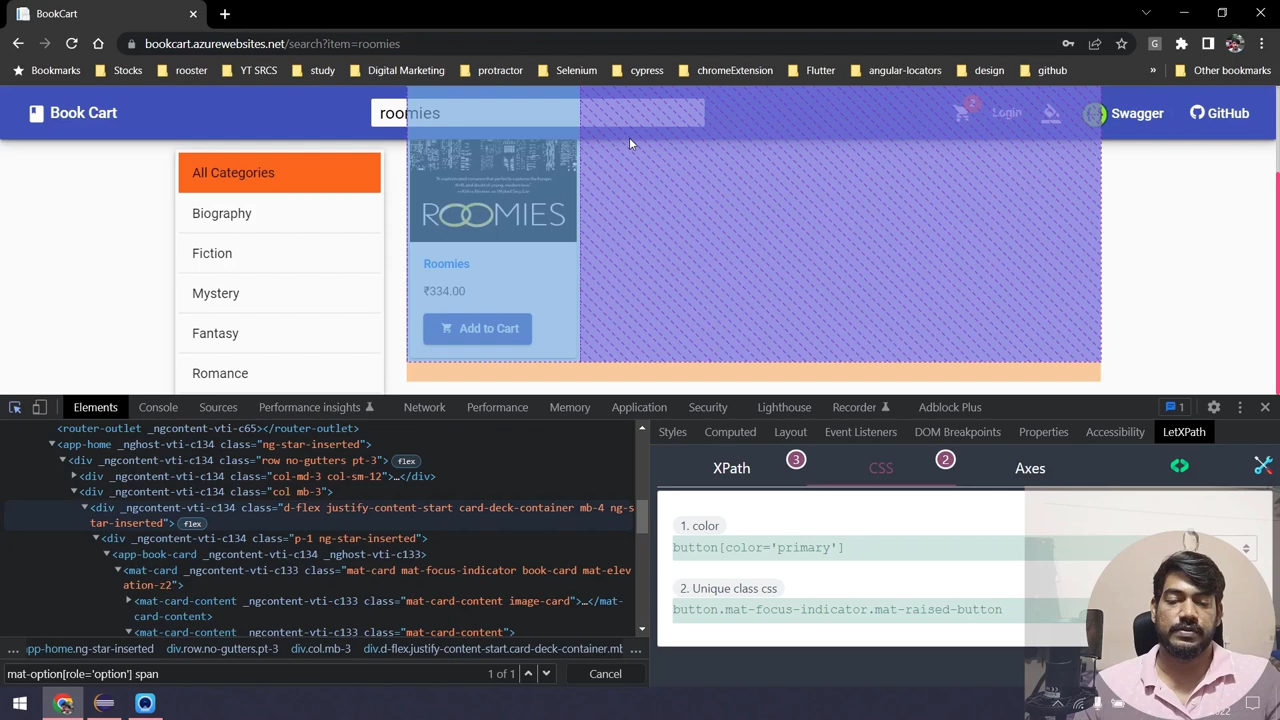 BookCart
bookcart.azurewebsites.net/search?item=roomies
G
Bookmarks Stocks rooster YT SRCS study Digital Marketing protractor Selenium cypress chromeExtension Flutter angular-locators design github » Other bookmarks
Book Cart
roomies
2
Login
Swagger
GitHub
All Categories
Biography
Fiction
Mystery
Fantasy
Romance
ROOMIES
Roomies
₹334.00
Add to Cart
Elements Console Sources Performance insights Network Performance Memory Application Security Lighthouse Recorder Adblock Plus 1
<router-outlet _ngcontent-vti-c65></router-outlet>
<app-home _nghost-vti-c134 class="ng-star-inserted">
<div _ngcontent-vti-c134 class="row no-gutters pt-3"> flex
<div _ngcontent-vti-c134 class="col-md-3 col-sm-12">…</div>
<div _ngcontent-vti-c134 class="col mb-3">
<div _ngcontent-vti-c134 class="d-flex justify-content-start card-deck-container mb-4 ng-s
tar-inserted"> flex
<div _ngcontent-vti-c134 class="p-1 ng-star-inserted">
<app-book-card _ngcontent-vti-c134 _nghost-vti-c133>
<mat-card _ngcontent-vti-c133 class="mat-card mat-focus-indicator book-card mat-elev
ation-z2">
<mat-card-content _ngcontent-vti-c133 class="mat-card-content image-card">…</mat-
card-content>
<mat-card-content _ngcontent-vti-c133 class="mat-card-content">
... app-home.ng-star-inserted div.row.no-gutters.pt-3 div.col.mb-3 div.d-flex.justify-content-start.card-deck-container.mb ...
mat-option[role='option'] span
1 of 1
Cancel
Styles Computed Layout Event Listeners DOM Breakpoints Properties Accessibility LetXPath
XPath 3 CSS 2 Axes
1. color
button[color='primary']
2. Unique class css
button.mat-focus-indicator.mat-raised-button
2022